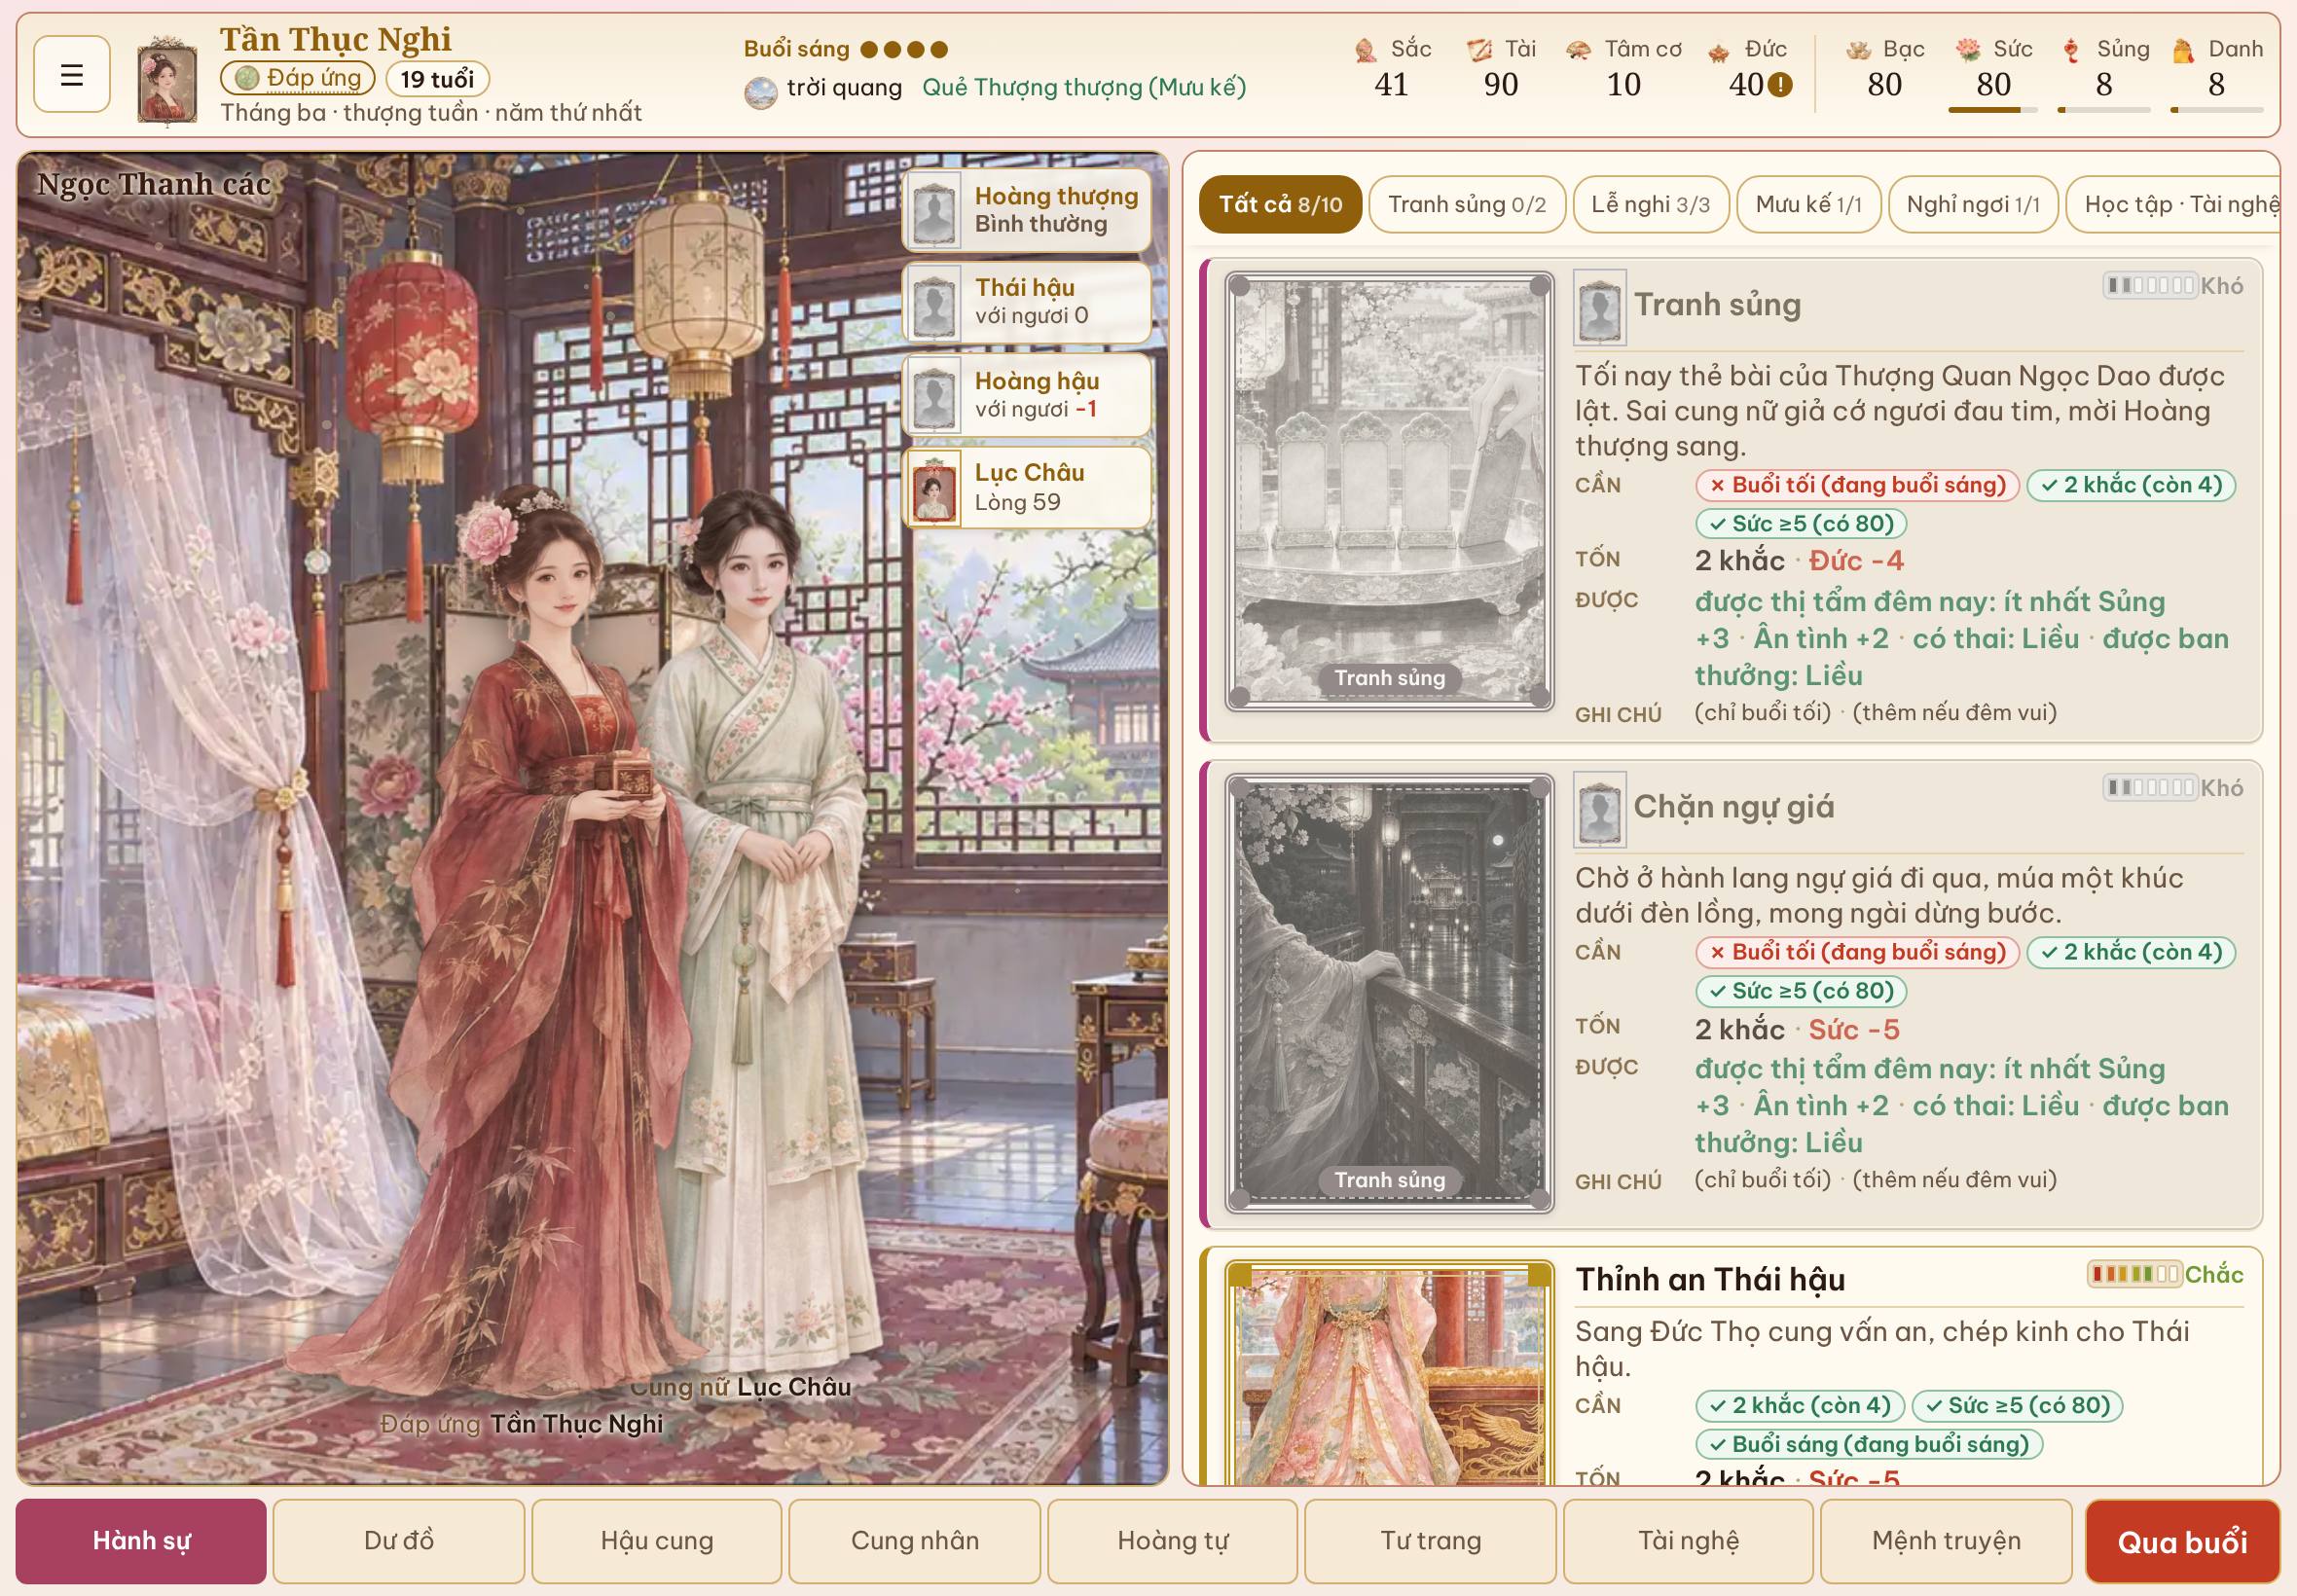 ☰
Tần Thục Nghi
Đáp ứng 19 tuổi
Tháng ba · thượng tuần · năm thứ nhất
Buổi sáng
trời quang Quẻ Thượng thượng (Mưu kế)
Sắc Tài Tâm cơ Đức Bạc Sức Sủng Danh
41 90 10 40 ! 80 80 8 8
Ngọc Thanh các
Hoàng thượng
Bình thường
Thái hậu
với ngươi 0
Hoàng hậu
với ngươi -1
Lục Châu
Lòng 59
Cung nữ Lục Châu
Đáp ứng Tần Thục Nghi
Tất cả 8/10 Tranh sủng 0/2 Lễ nghi 3/3 Mưu kế 1/1 Nghỉ ngơi 1/1 Học tập · Tài nghệ
Tranh sủng Khó
Tối nay thẻ bài của Thượng Quan Ngọc Dao được
lật. Sai cung nữ giả cớ ngươi đau tim, mời Hoàng
thượng sang.
CẦN × Buổi tối (đang buổi sáng) ✓ 2 khắc (còn 4)
✓ Sức ≥5 (có 80)
TỐN 2 khắc · Đức -4
ĐƯỢC được thị tẩm đêm nay: ít nhất Sủng
+3 · Ân tình +2 · có thai: Liều · được ban
thưởng: Liều
GHI CHÚ (chỉ buổi tối) · (thêm nếu đêm vui)
Tranh sủng
Chặn ngự giá Khó
Chờ ở hành lang ngự giá đi qua, múa một khúc
dưới đèn lồng, mong ngài dừng bước.
CẦN × Buổi tối (đang buổi sáng) ✓ 2 khắc (còn 4)
✓ Sức ≥5 (có 80)
TỐN 2 khắc · Sức -5
ĐƯỢC được thị tẩm đêm nay: ít nhất Sủng
+3 · Ân tình +2 · có thai: Liều · được ban
thưởng: Liều
GHI CHÚ (chỉ buổi tối) · (thêm nếu đêm vui)
Tranh sủng
Thỉnh an Thái hậu Chắc
Sang Đức Thọ cung vấn an, chép kinh cho Thái
hậu.
CẦN ✓ 2 khắc (còn 4) ✓ Sức ≥5 (có 80)
✓ Buổi sáng (đang buổi sáng)
TỐN 2 khắc · Sức -5
Hành sự Dư đồ Hậu cung Cung nhân Hoàng tự Tư trang Tài nghệ Mệnh truyện Qua buổi